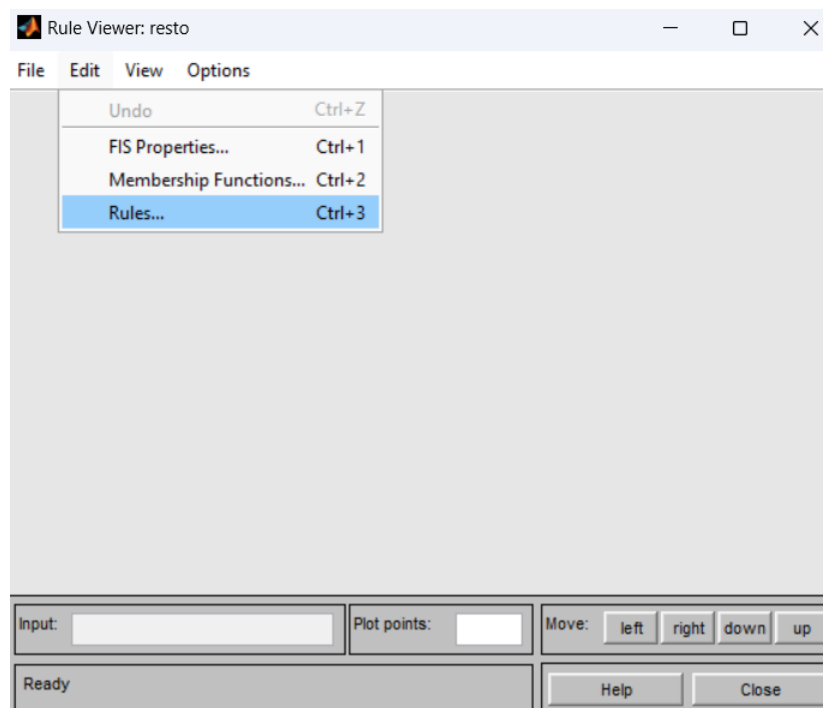 Rule Viewer: resto
File Edit View Options
Undo Ctrl+Z
FIS Properties... Ctrl+1
Membership Functions... Ctrl+2
Rules... Ctrl+3
Input: Plot points: Move: left right down up
Ready Help Close